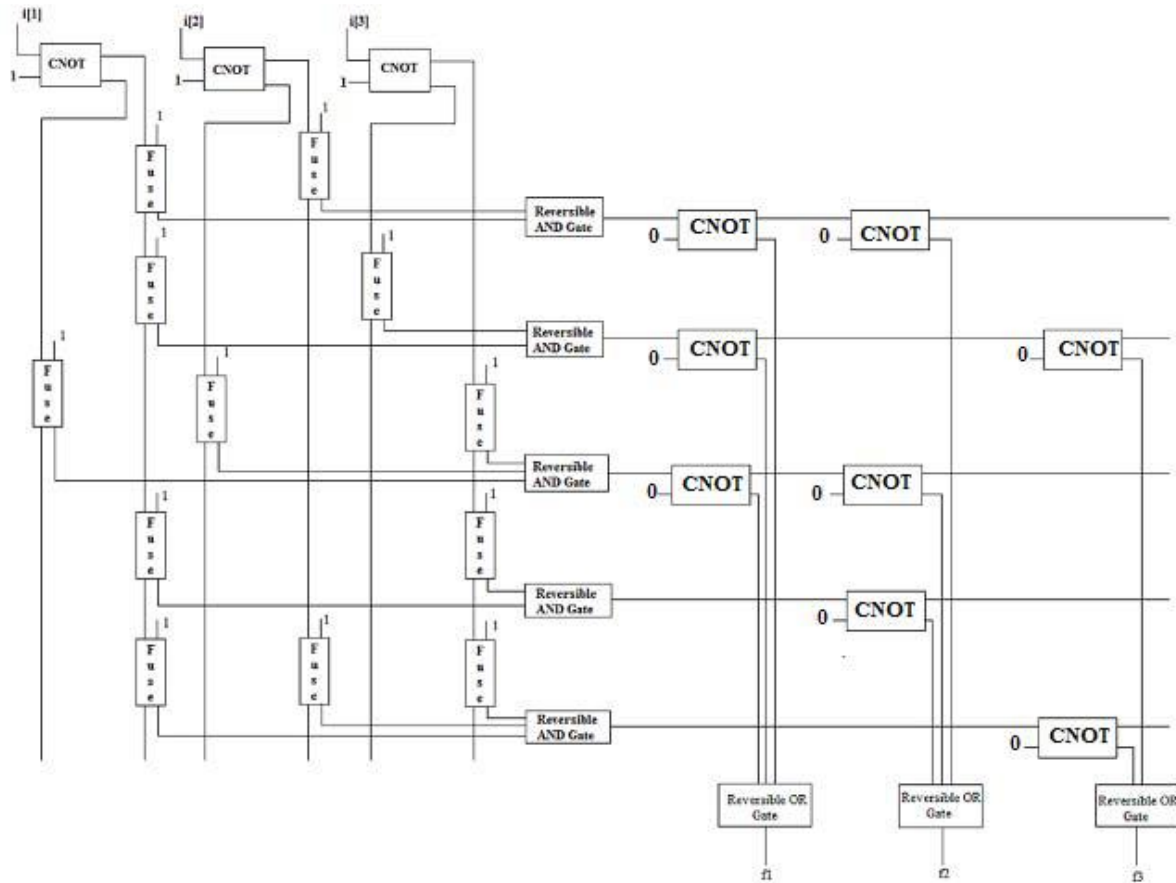 i[1]
i[2]
i[3]
CNOT
CNOT
CNOT
1
1
1
1
1
Fuse
Fuse
Reversible
AND Gate
0
CNOT
0
CNOT
1
1
Fuse
Fuse
Reversible
AND Gate
0
CNOT
0
CNOT
1
1
1
Fuse
Fuse
Fuse
Reversible
AND Gate
0
CNOT
0
CNOT
1
1
Fuse
Fuse
Reversible
AND Gate
0
CNOT
1
1
1
Fuse
Fuse
Fuse
Reversible
AND Gate
0
CNOT
Reversible OR
Gate
Reversible OR
Gate
Reversible OR
Gate
f1
f2
f3